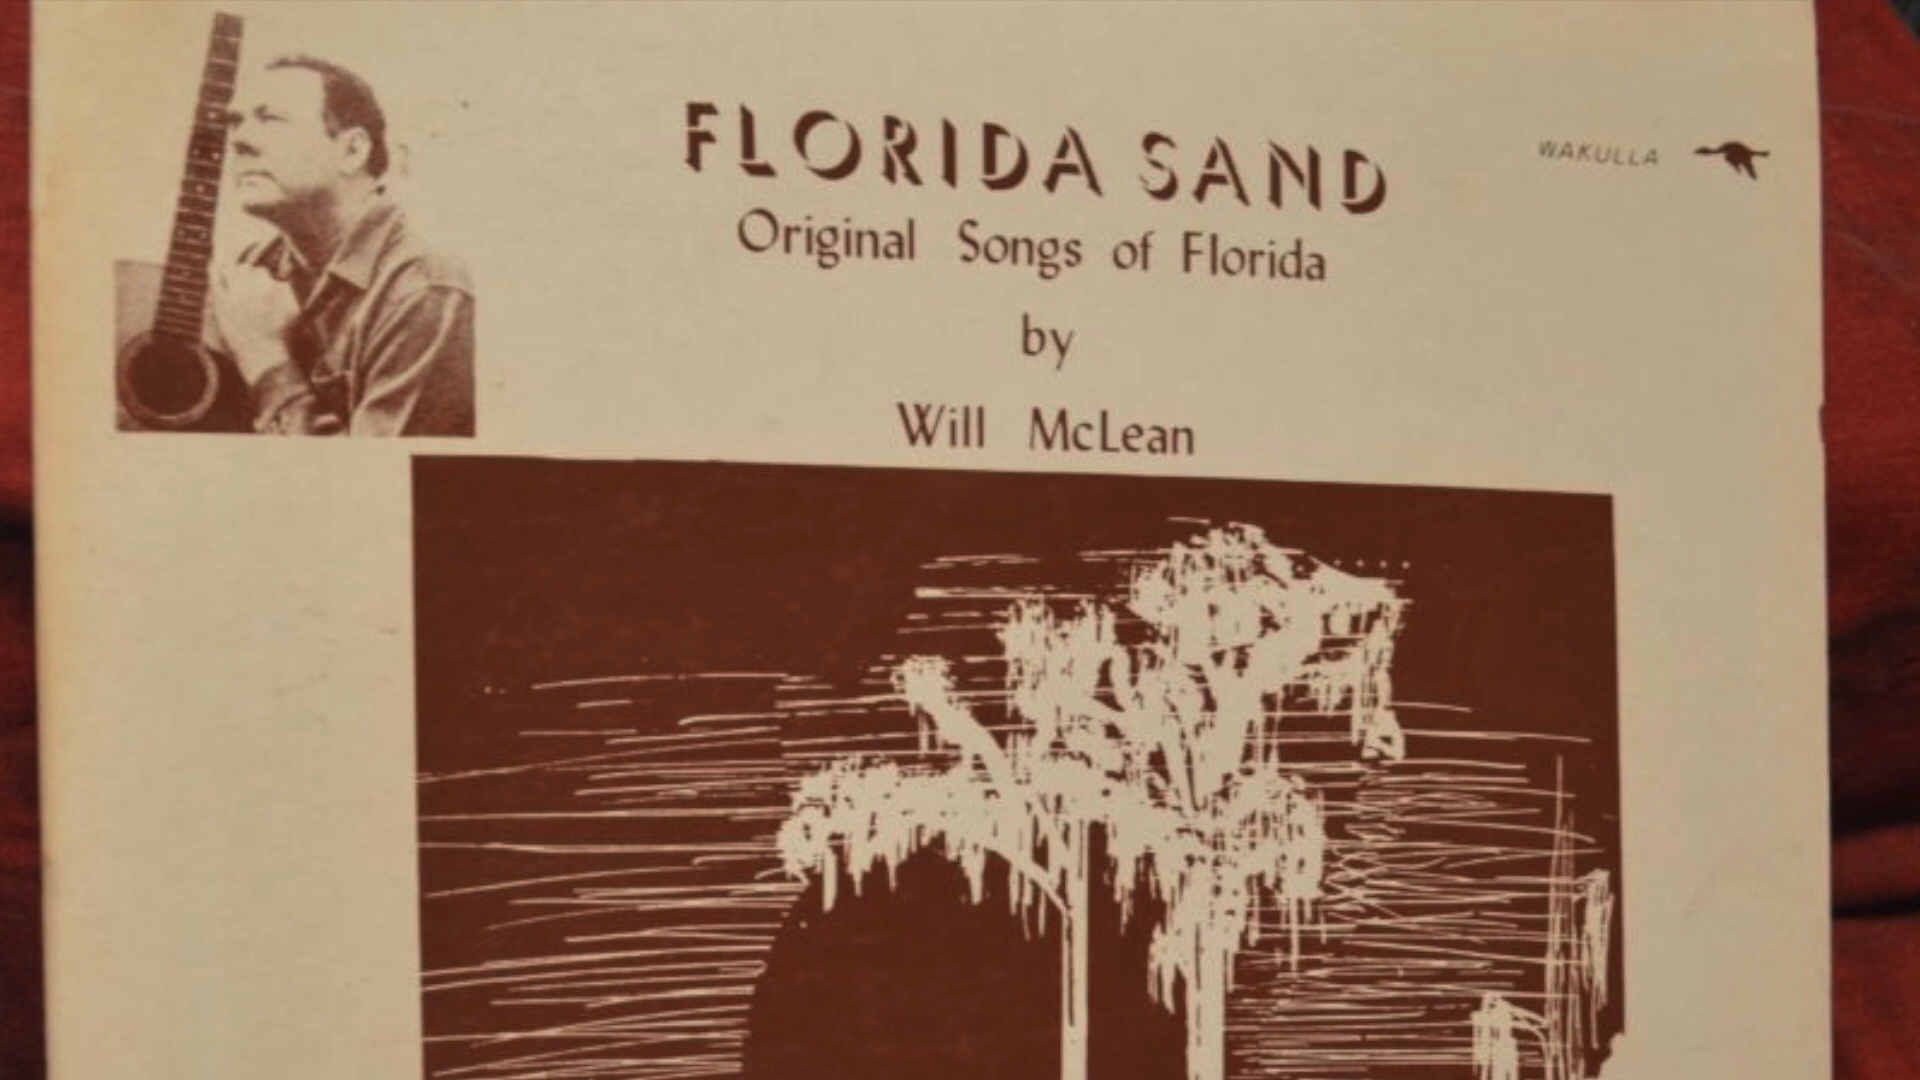 FLORIDA SAND
WAKULLA
Original Songs of Florida
by
Will McLean